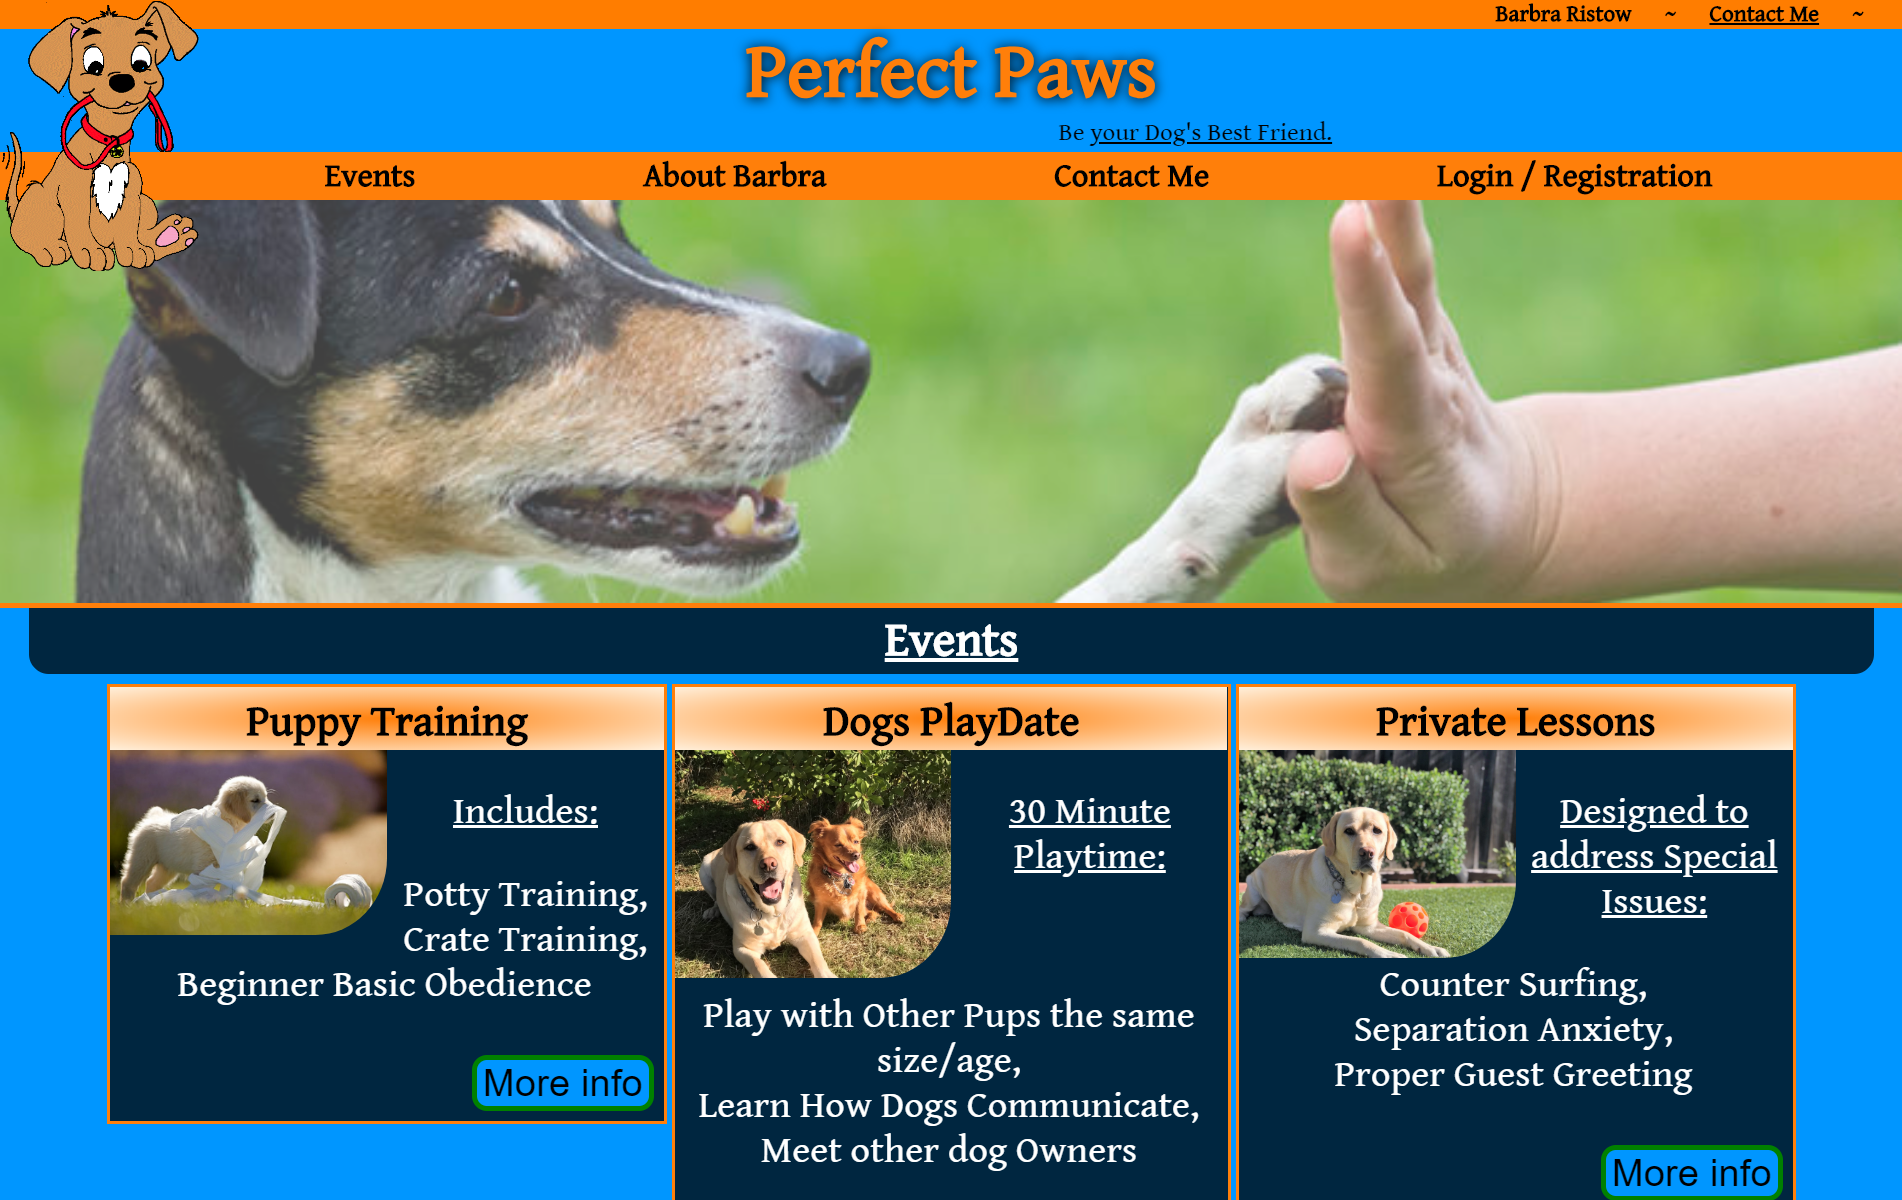 Barbra Ristow ~ Contact Me ~
Perfect Paws
Be your Dog's Best Friend.
Events About Barbra Contact Me Login / Registration
Events
Puppy Training
Includes:
Potty Training,
Crate Training,
Beginner Basic Obedience
More info
Dogs PlayDate
30 Minute
Playtime:
Play with Other Pups the same
size/age,
Learn How Dogs Communicate,
Meet other dog Owners
Private Lessons
Designed to
address Special
Issues:
Counter Surfing,
Separation Anxiety,
Proper Guest Greeting
More info